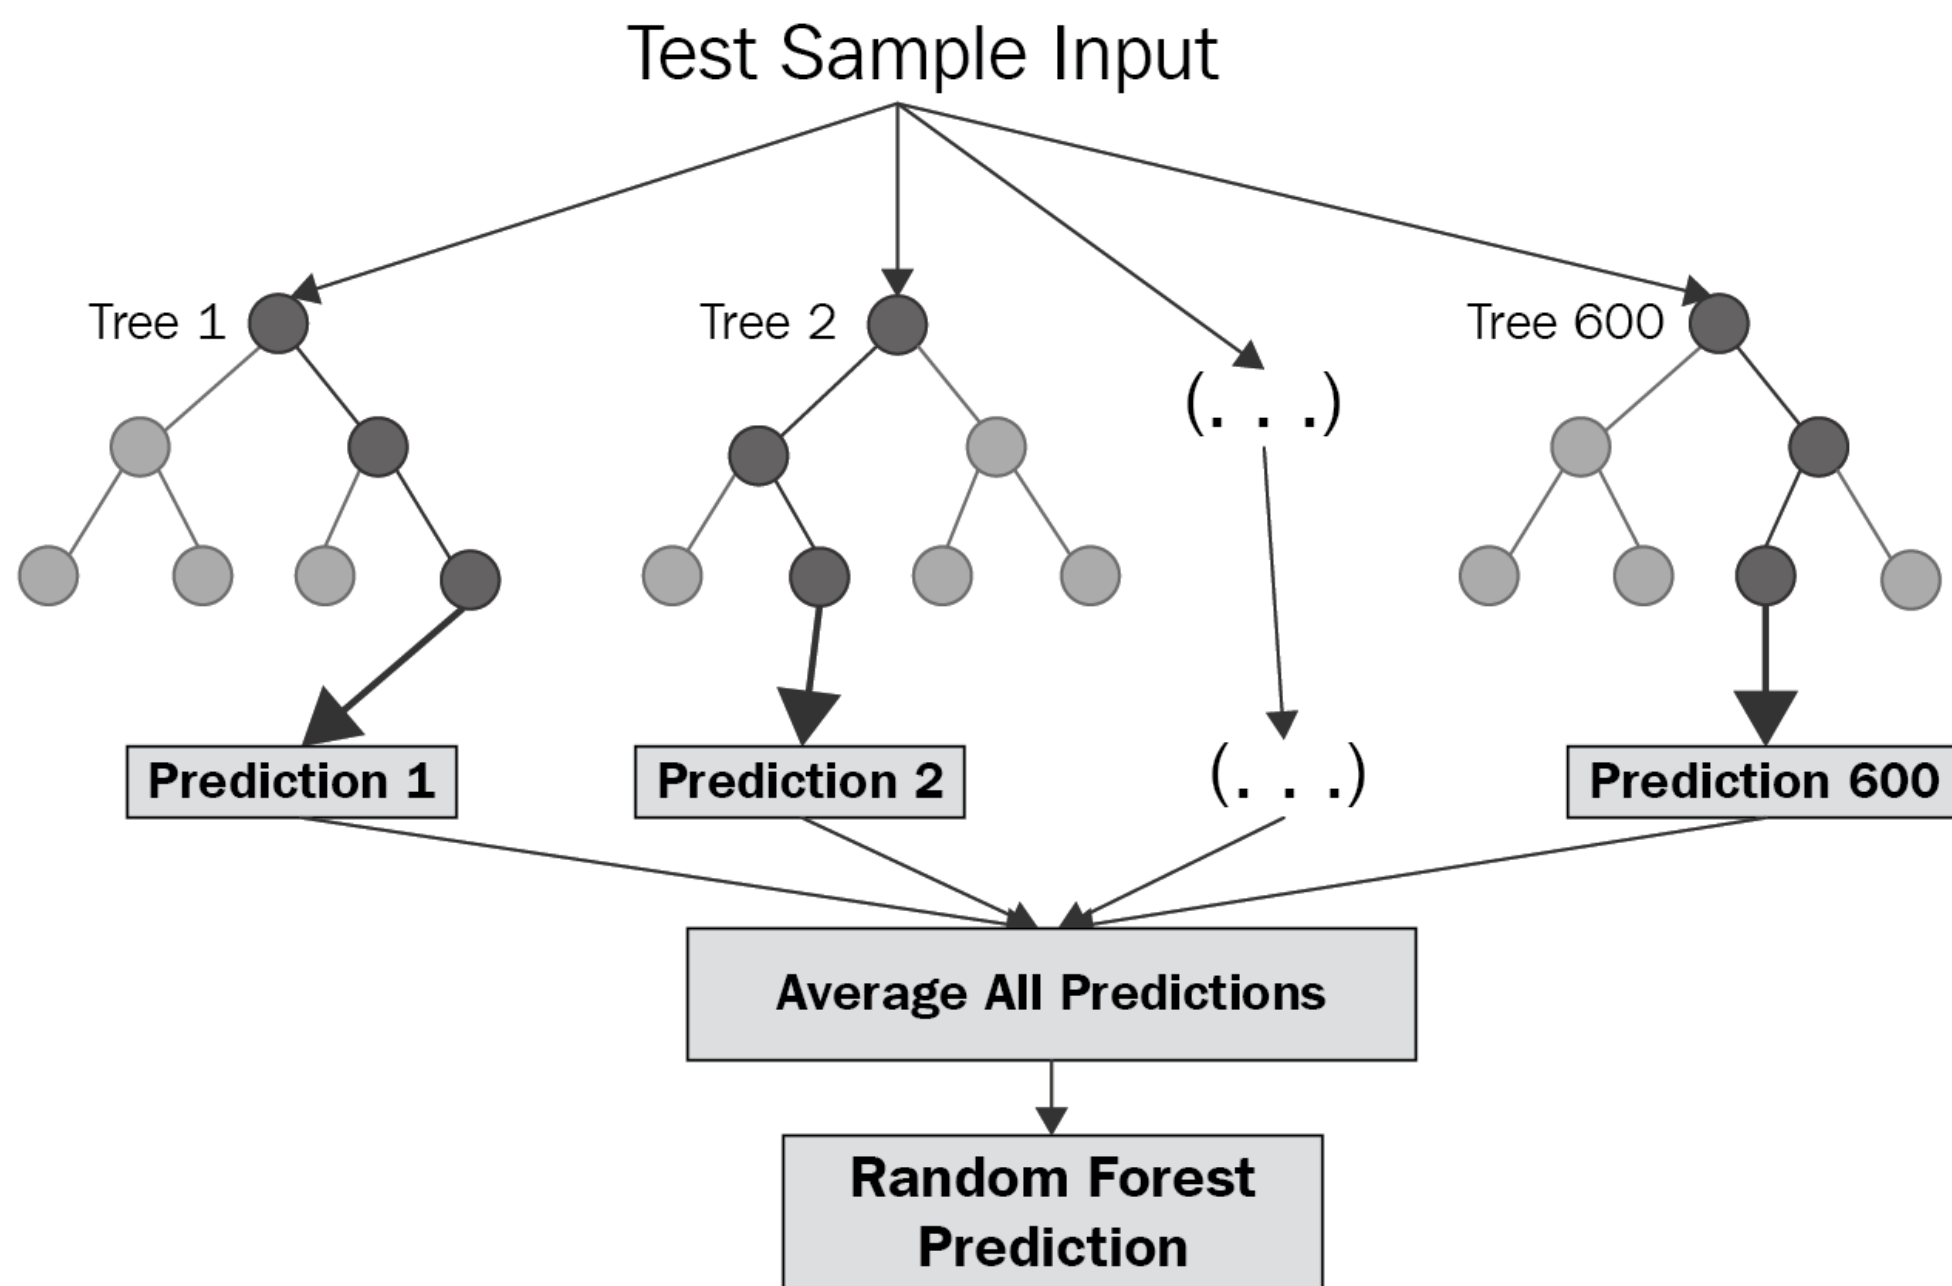 Test Sample Input
Tree 1
Tree 2
Tree 600
(. . .)
Prediction 1
Prediction 2
(. . .)
Prediction 600
Average All Predictions
Random Forest
Prediction